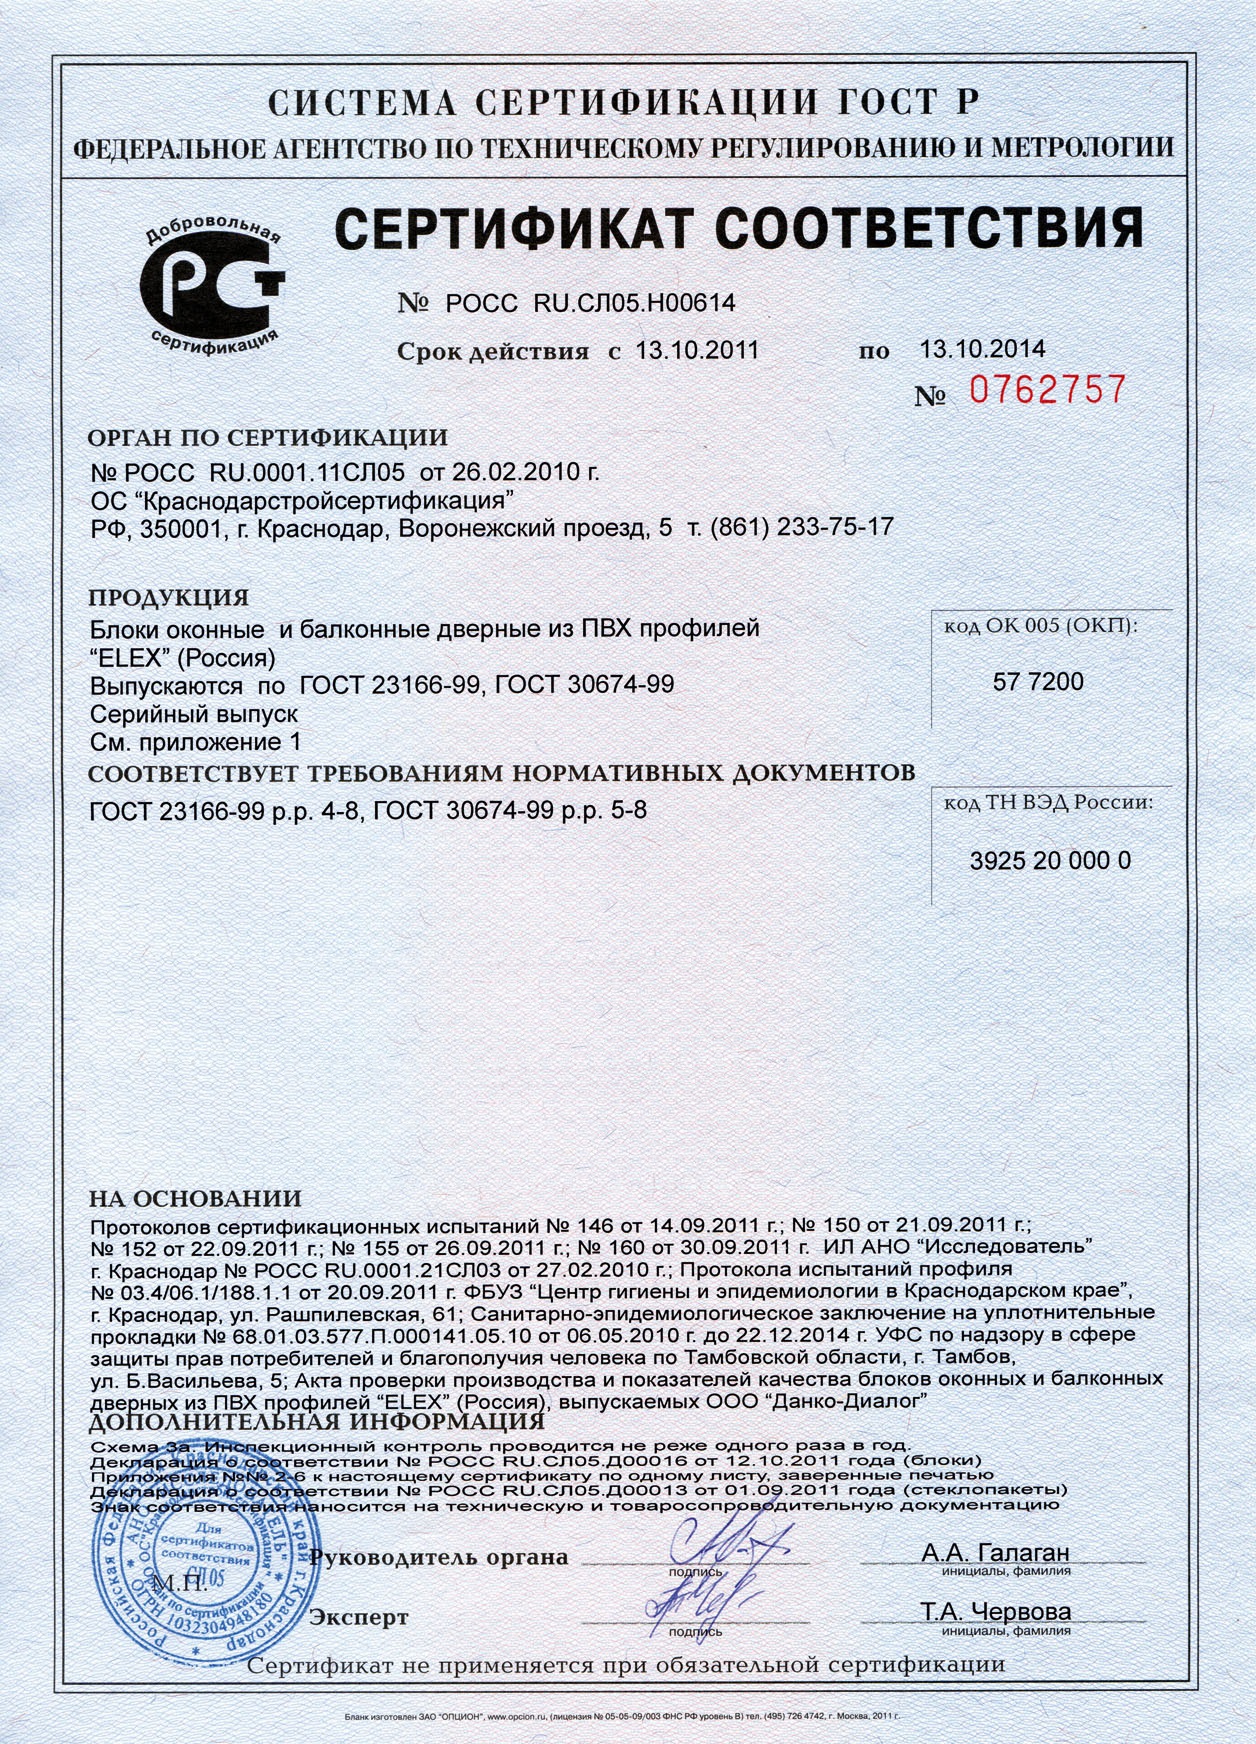 СИСТЕМА СЕРТИФИКАЦИИ ГОСТ Р
ФЕДЕРАЛЬНОЕ АГЕНТСТВО ПО ТЕХНИЧЕСКОМУ РЕГУЛИРОВАНИЮ И МЕТРОЛОГИИ
Добровольная
РСТ
сертификация
СЕРТИФИКАТ СООТВЕТСТВИЯ
№ РОСС RU.СЛ05.Н00614
Срок действия с 13.10.2011 по 13.10.2014
№ 0762757
ОРГАН ПО СЕРТИФИКАЦИИ
№ РОСС RU.0001.11СЛ05 от 26.02.2010 г.
ОС “Краснодарстройсертификация”
РФ, 350001, г. Краснодар, Воронежский проезд, 5 т. (861) 233-75-17
ПРОДУКЦИЯ
Блоки оконные и балконные дверные из ПВХ профилей
“ELEX” (Россия)
Выпускаются по ГОСТ 23166-99, ГОСТ 30674-99
Серийный выпуск
См. приложение 1
код ОК 005 (ОКП):
57 7200
СООТВЕТСТВУЕТ ТРЕБОВАНИЯМ НОРМАТИВНЫХ ДОКУМЕНТОВ
ГОСТ 23166-99 р.р. 4-8, ГОСТ 30674-99 р.р. 5-8
код ТН ВЭД России:
3925 20 000 0
НА ОСНОВАНИИ
Протоколов сертификационных испытаний № 146 от 14.09.2011 г.; № 150 от 21.09.2011 г.;
№ 152 от 22.09.2011 г.; № 155 от 26.09.2011 г.; № 160 от 30.09.2011 г. ИЛ АНО “Исследователь”
г. Краснодар № РОСС RU.0001.21СЛ03 от 27.02.2010 г.; Протокола испытаний профиля
№ 03.4/06.1/188.1.1 от 20.09.2011 г. ФБУЗ “Центр гигиены и эпидемиологии в Краснодарском крае”,
г. Краснодар, ул. Рашпилевская, 61; Санитарно-эпидемиологическое заключение на уплотнительные
прокладки № 68.01.03.577.П.000141.05.10 от 06.05.2010 г. до 22.12.2014 г. УФС по надзору в сфере
защиты прав потребителей и благополучия человека по Тамбовской области, г. Тамбов,
ул. Б.Васильева, 5; Акта проверки производства и показателей качества блоков оконных и балконных
дверных из ПВХ профилей “ELEX” (Россия), выпускаемых ООО “Данко-Диалог”
ДОПОЛНИТЕЛЬНАЯ ИНФОРМАЦИЯ
Схема 3а. Инспекционный контроль проводится не реже одного раза в год.
Декларация о соответствии № РОСС RU.СЛ05.Д00016 от 12.10.2011 года (блоки)
Приложения №№ 2-6 к настоящему сертификату по одному листу, заверенные печатью
Декларация о соответствии № РОСС RU.СЛ05.Д00013 от 01.09.2011 года (стеклопакеты)
Знак соответствия наносится на техническую и товаросопроводительную документацию
Российская Краснодарский край г. Краснодар
АНО "ИССЛЕДОВАТЕЛЬ"
ОГРН 1032304948180
ОС"Краснодарстройсертификация"
Орган по сертификации
Для
сертификатов
соответствия
СЛ 05
М.П.
Руководитель органа
подпись
А.А. Галаган
инициалы, фамилия
Эксперт
подпись
Т.А. Червова
инициалы, фамилия
Сертификат не применяется при обязательной сертификации
Бланк изготовлен ЗАО "ОПЦИОН", www.opcion.ru, (лицензия № 05-05-09/003 ФНС РФ уровень В) тел. (495) 726 4742, г. Москва, 2011 г.